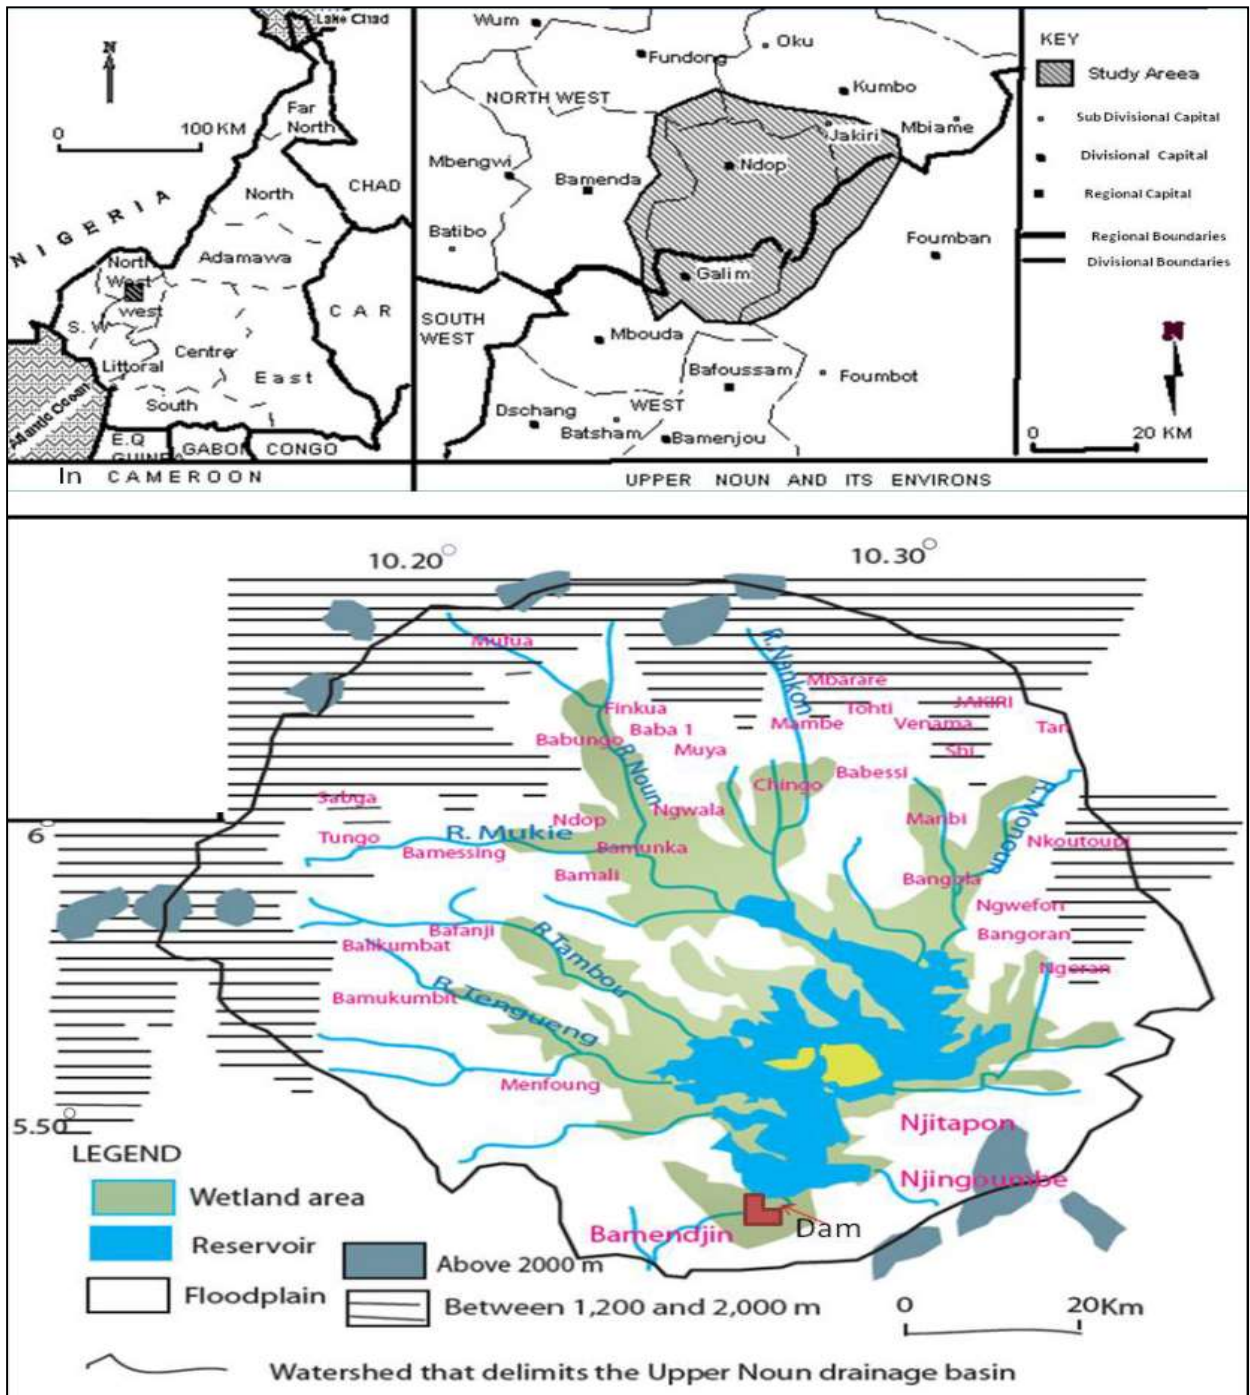 Lake Chad
N
Far
North
0 100 KM
CHAD
North
NIGERIA
Adamawa
North
West
west
CAR
S. W
Centre
Littoral
East
South
Atlantic Ocean
E.Q
GUINEA
GABON
CONGO
In CAMEROON
Wum
Oku
Fundong
Kumbo
NORTH WEST
Jakiri
Mbiame
Mbengwi
Ndop
Bamenda
Batibo
Foumban
Galim
SOUTH
WEST
Mbouda
Bafoussam
Foumbot
Dschang
WEST
Batsham
Bamenjou
UPPER NOUN AND ITS ENVIRONS
KEY
Study Areea
Sub Divisional Capital
Divisional Capital
Regional Capital
Regional Boundaries
Divisional Boundaries
N
0 20 KM
10.20° 10.30°
Mufua
R. Nankon
Mbarare
Finkua
Tohti
JAKIRI
Babungo
Baba 1
Mambe
Venama
Tan
Muya
Sbi
R. Noun
Chingo
Babessi
R. Monoun
Sabga
Ndop
Ngwala
Manbi
6°
Tungo
R. Mukie
Bamessing
Bamunka
Nkoutoupi
Bamali
Bangola
Ngwefon
Bafanji
Balikumbat
R.Tambou
Bangoran
Ngoran
Bamukumbit
R. Tengueng
Menfoung
5.50°
Njitapon
Njingoumbe
Bamendjin
Dam
LEGEND
Wetland area
Reservoir
Above 2000 m
Floodplain
Between 1,200 and 2,000 m
0 20Km
Watershed that delimits the Upper Noun drainage basin